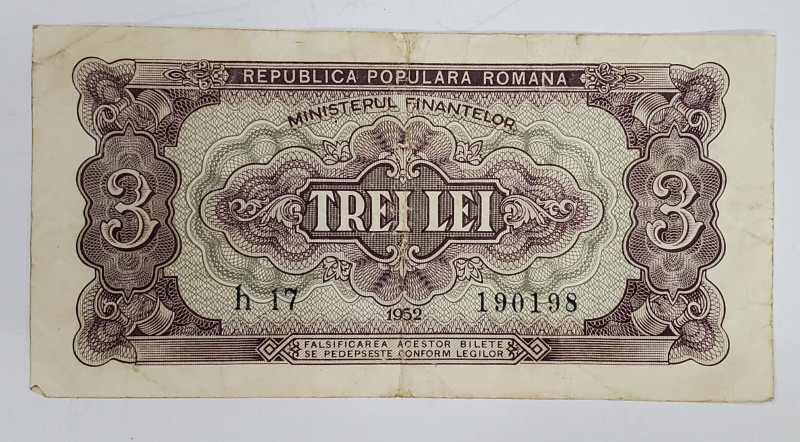 REPUBLICA POPULARA ROMANA
MINISTERUL FINANTELOR
3 TREI LEI 3
h 17 1952 190198
FALSIFICAREA ACESTOR BILETE
SE PEDEPSESTE CONFORM LEGILOR